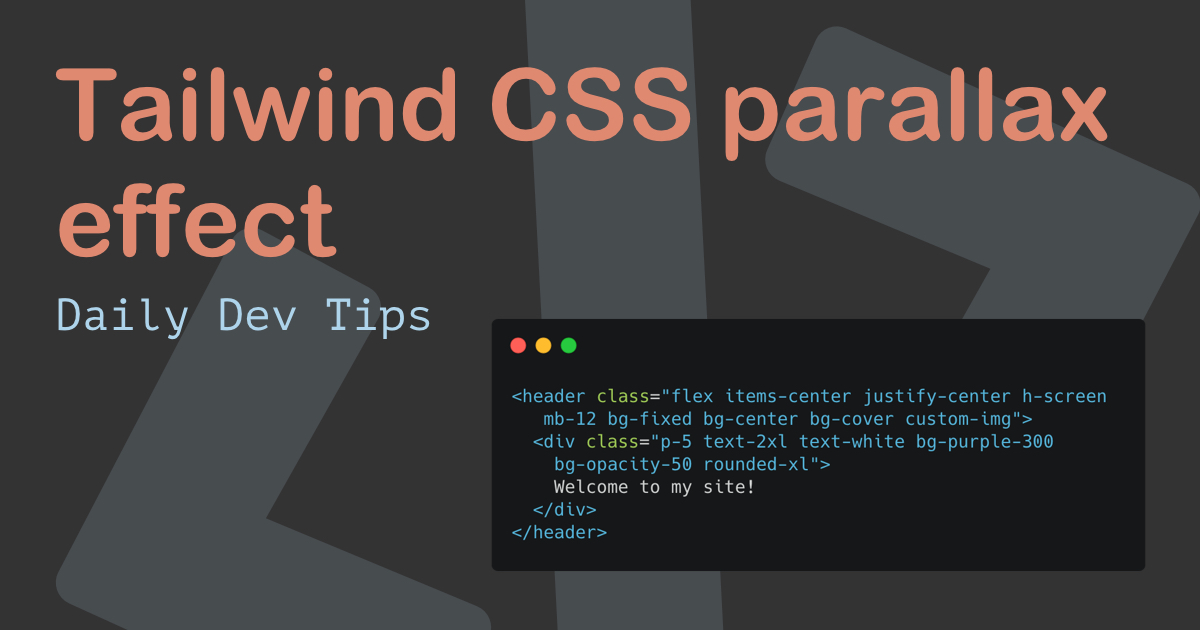 Tailwind CSS parallax
effect
Daily Dev Tips
<header class="flex items-center justify-center h-screen
mb-12 bg-fixed bg-center bg-cover custom-img">
<div class="p-5 text-2xl text-white bg-purple-300
bg-opacity-50 rounded-xl">
Welcome to my site!
</div>
</header>